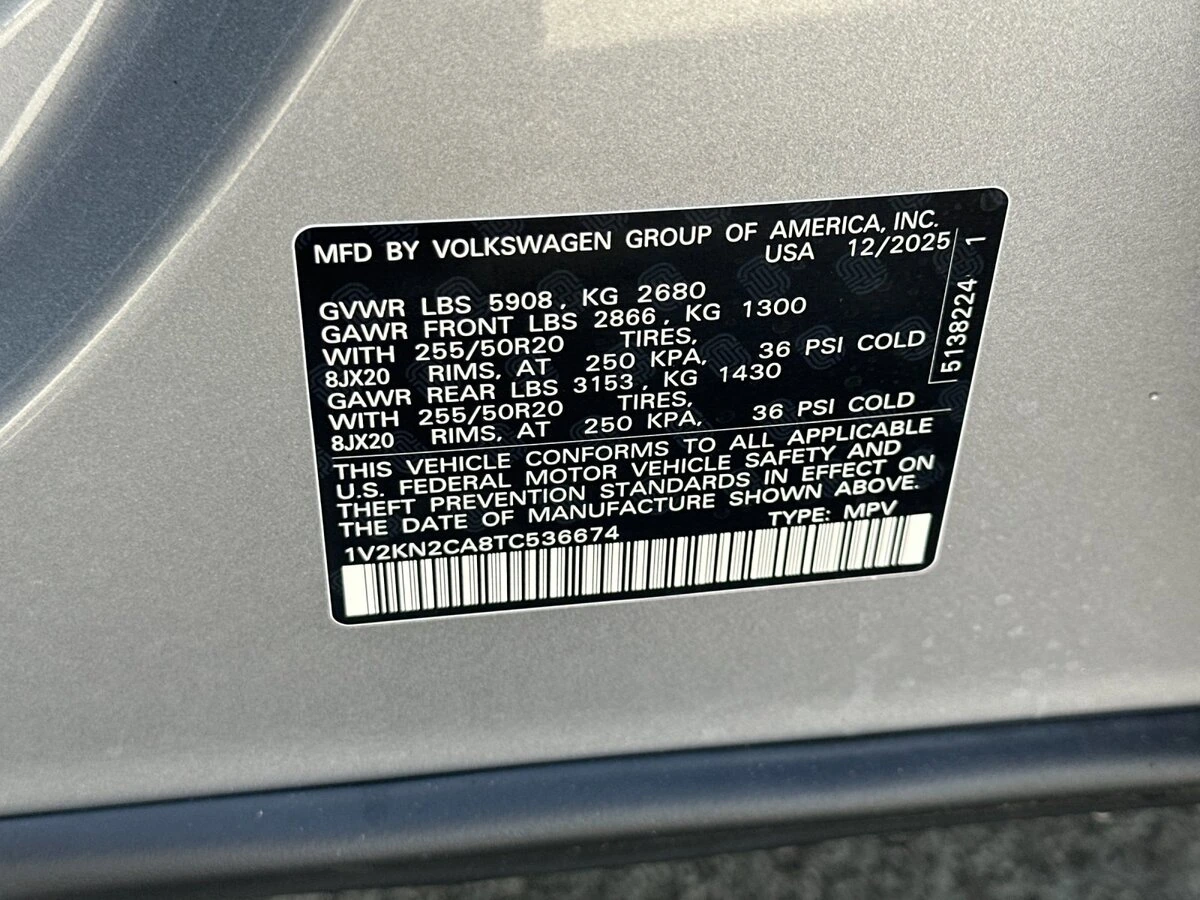 MFD BY VOLKSWAGEN GROUP OF AMERICA, INC.
USA 12/2025
GVWR LBS 5908, KG 2680
GAWR FRONT LBS 2866, KG 1300
WITH 255/50R20 TIRES,
8JX20 RIMS, AT 250 KPA, 36 PSI COLD
GAWR REAR LBS 3153, KG 1430
WITH 255/50R20 TIRES,
8JX20 RIMS, AT 250 KPA, 36 PSI COLD
THIS VEHICLE CONFORMS TO ALL APPLICABLE
U.S. FEDERAL MOTOR VEHICLE SAFETY AND
THEFT PREVENTION STANDARDS IN EFFECT ON
THE DATE OF MANUFACTURE SHOWN ABOVE.
1V2KN2CA8TC536674 TYPE: MPV
5138224 1